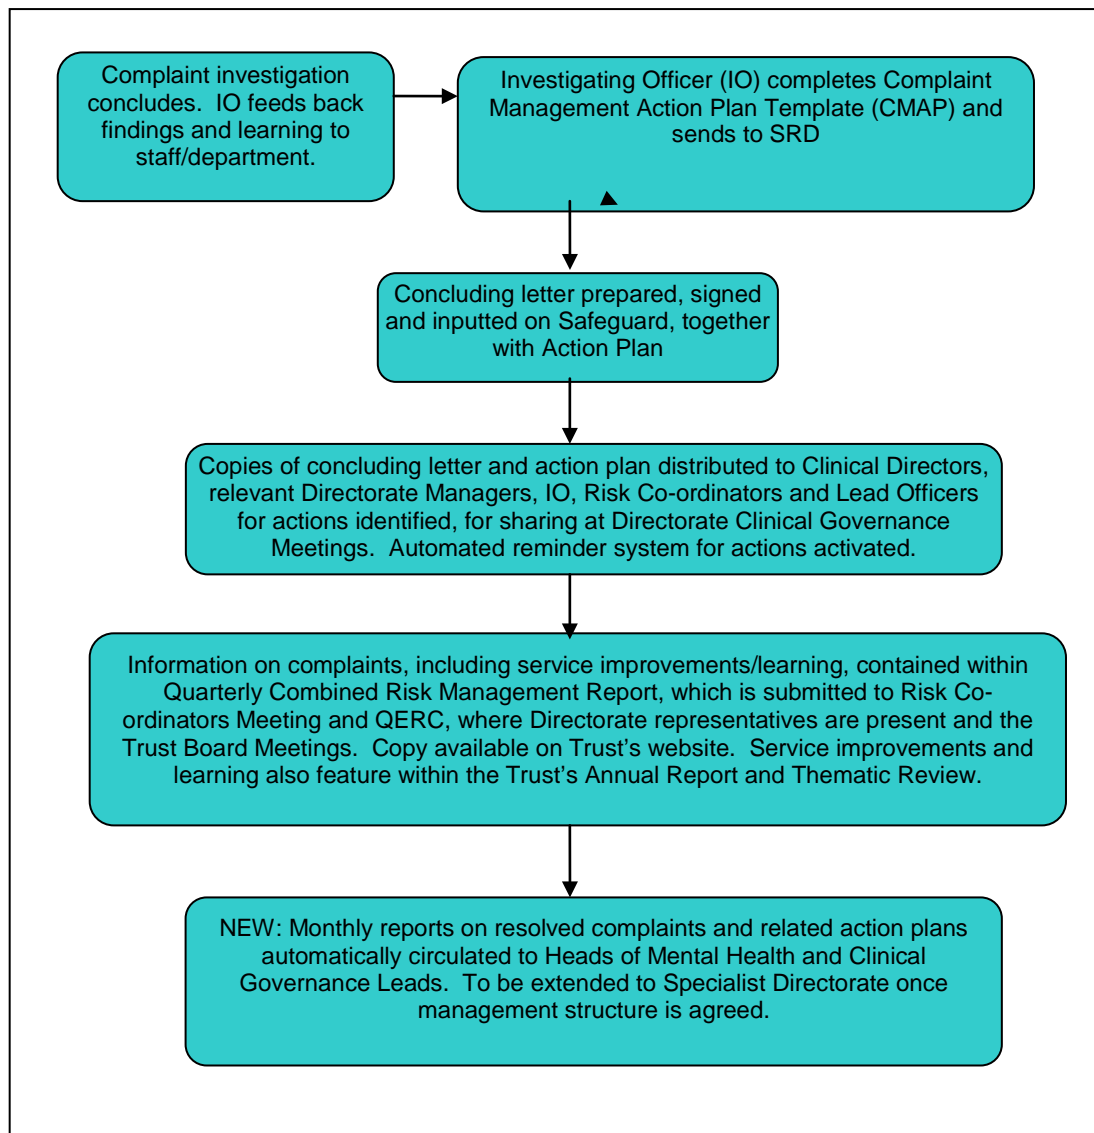 Complaint investigation
concludes.  IO feeds back
findings and learning to
staff/department.
Investigating Officer (IO) completes Complaint
Management Action Plan Template (CMAP) and
sends to SRD
Concluding letter prepared, signed
and inputted on Safeguard, together
with Action Plan
Copies of concluding letter and action plan distributed to Clinical Directors,
relevant Directorate Managers, IO, Risk Co-ordinators and Lead Officers
for actions identified, for sharing at Directorate Clinical Governance
Meetings.  Automated reminder system for actions activated.
Information on complaints, including service improvements/learning, contained within
Quarterly Combined Risk Management Report, which is submitted to Risk Co-
ordinators Meeting and QERC, where Directorate representatives are present and the
Trust Board Meetings.  Copy available on Trust's website.  Service improvements and
learning also feature within the Trust's Annual Report and Thematic Review.
NEW: Monthly reports on resolved complaints and related action plans
automatically circulated to Heads of Mental Health and Clinical
Governance Leads.  To be extended to Specialist Directorate once
management structure is agreed.